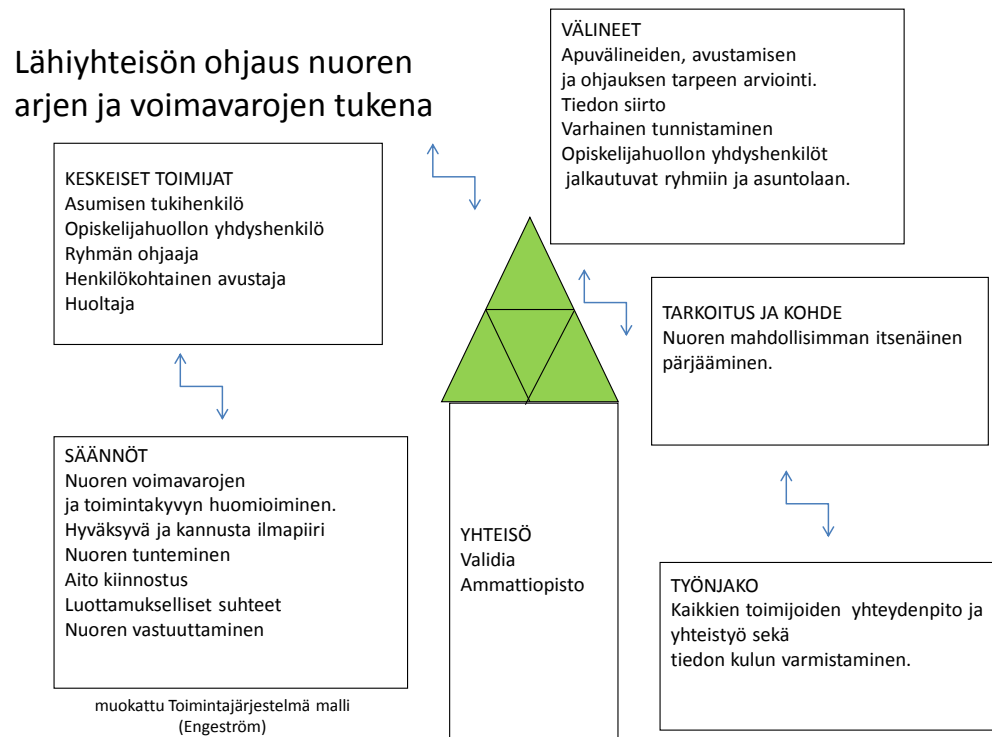 Lähiyhteisön ohjaus nuoren
arjen ja voimavarojen tukena
VÄLINEET
Apuvälineiden, avustamisen
ja ohjauksen tarpeen arviointi.
Tiedon siirto
Varhainen tunnistaminen
Opiskelijahuollon yhdyshenkilöt
jalkautuvat ryhmiin ja asuntolaan.
KESKEISET TOIMIJAT
Asumisen tukihenkilö
Opiskelijahuollon yhdyshenkilö
Ryhmän ohjaaja
Henkilökohtainen avustaja
Huoltaja
TARKOITUS JA KOHDE
Nuoren mahdollisimman itsenäinen
pärjääminen.
SÄÄNNÖT
Nuoren voimavarojen
ja toimintakyvyn huomioiminen.
Hyväksyvä ja kannusta ilmapiiri
Nuoren tunteminen
Aito kiinnostus
Luottamukselliset suhteet
Nuoren vastuuttaminen
YHTEISÖ
Validia
Ammattiopisto
TYÖNJAKO
Kaikkien toimijoiden yhteydenpito ja
yhteistyö sekä
tiedon kulun varmistaminen.
muokattu Toimintajärjestelmä malli
(Engeström)